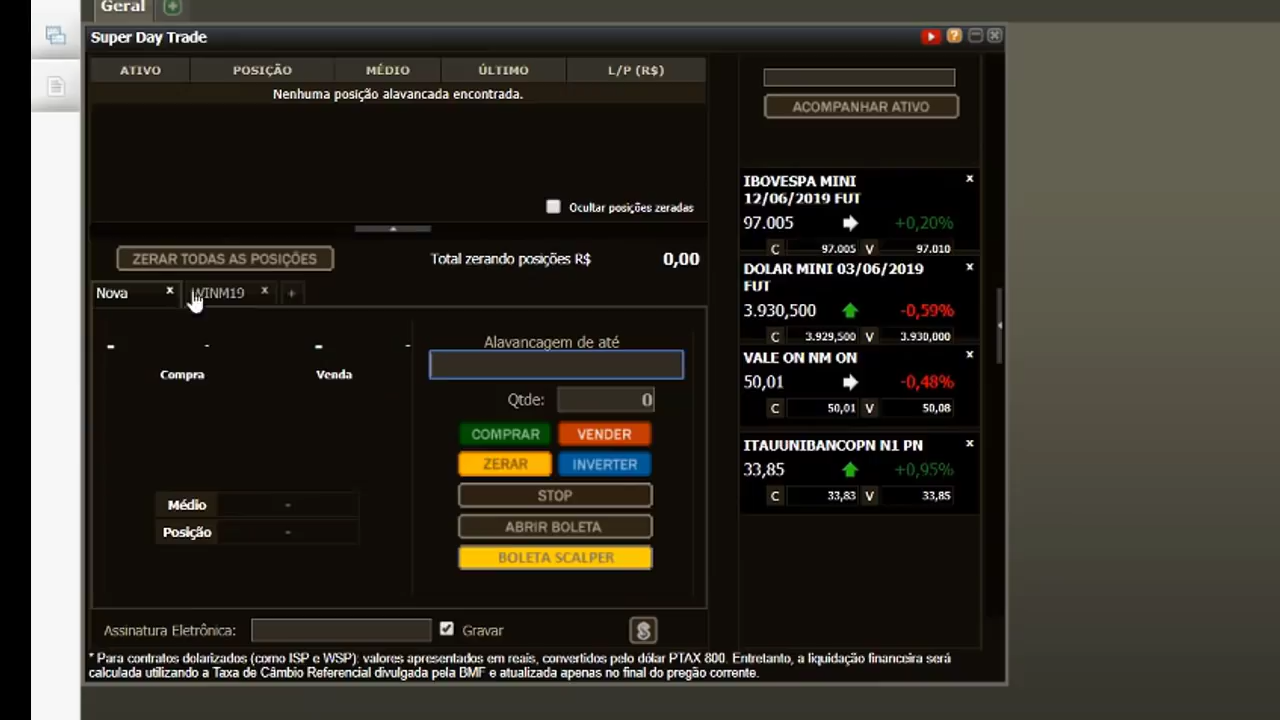 Geral
Super Day Trade
ATIVO POSIÇÃO MÉDIO ÚLTIMO L/P (R$)
Nenhuma posição alavancada encontrada.
Ocultar posições zeradas
ZERAR TODAS AS POSIÇÕES
Total zerando posições R$ 0,00
Nova x WINM19 x +
- - - -
Compra Venda
Médio -
Posição -
Alavancagem de até
Qtde: 0
COMPRAR VENDER
ZERAR INVERTER
STOP
ABRIR BOLETA
BOLETA SCALPER
Assinatura Eletrônica: Gravar
ACOMPANHAR ATIVO
IBOVESPA MINI x
12/06/2019 FUT
97.005 +0,20%
C 97.005 V 97.010
DOLAR MINI 03/06/2019 x
FUT
3.930,500 -0,59%
C 3.929,500 V 3.930,000
VALE ON NM ON x
50,01 -0,48%
C 50,01 V 50,08
ITAUUNIBANCOPN N1 PN x
33,85 +0,95%
C 33,83 V 33,85
* Para contratos dolarizados (como ISP e WSP): valores apresentados em reais, convertidos pelo dólar PTAX 800. Entretanto, a liquidação financeira será
calculada utilizando a Taxa de Câmbio Referencial divulgada pela BMF e atualizada apenas no final do pregão corrente.